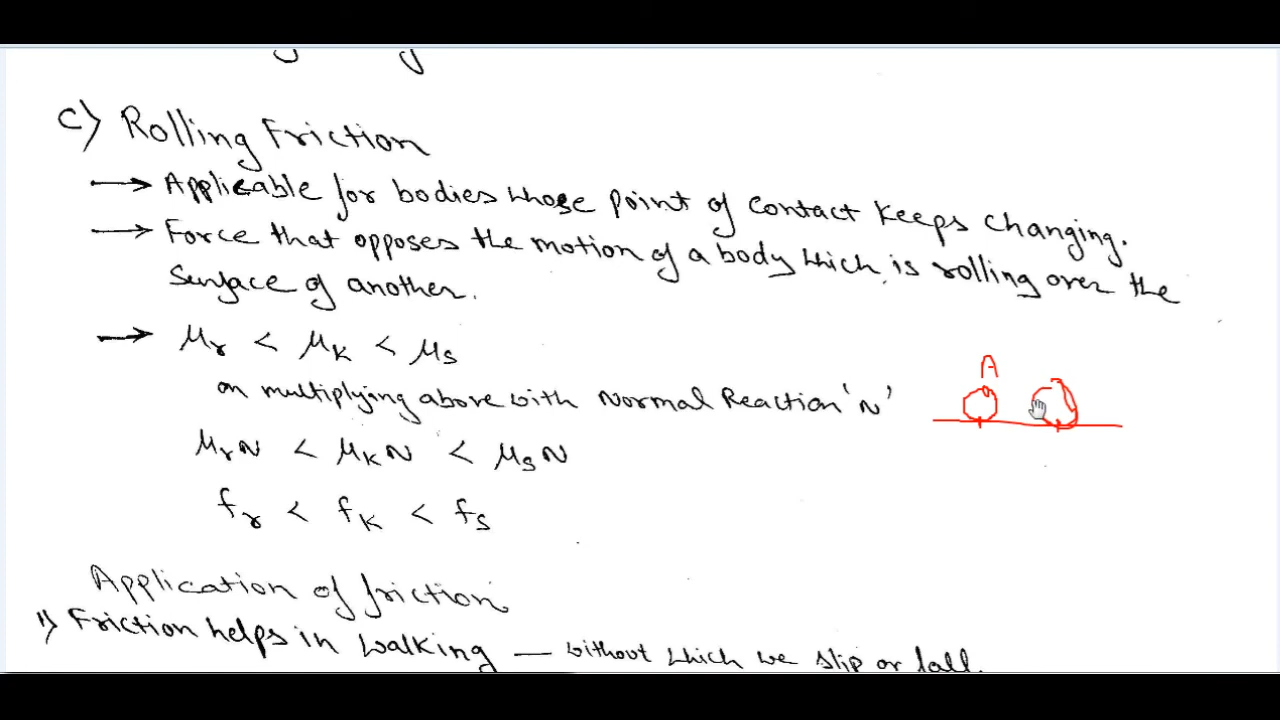 C) Rolling Friction
→ Applicable for bodies whose point of contact keeps changing.
→ Force that opposes the motion of a body which is rolling over the
surface of another.
→ μr < μk < μs
on multiplying above with Normal Reaction 'N'
A
μrN < μkN < μsN
fr < fk < fs
Application of friction
1) Friction helps in walking — without which we slip or fall.